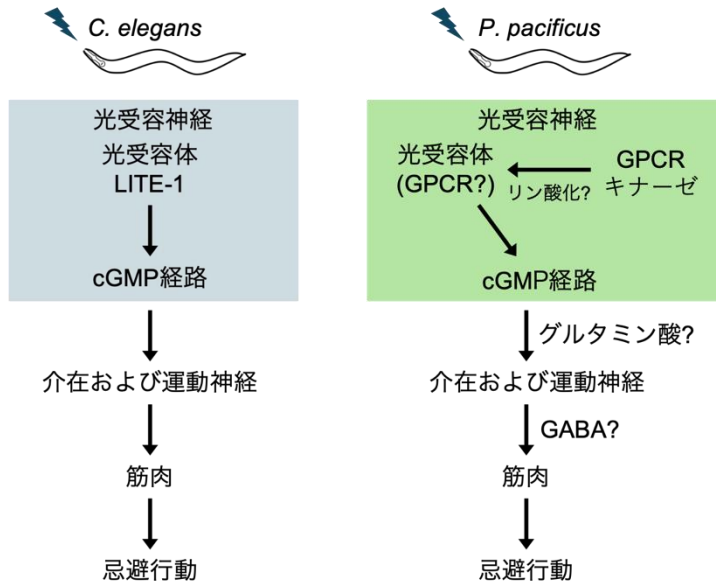 C. elegans
光受容神経
光受容体
LITE-1
cGMP経路
介在および運動神経
筋肉
忌避行動
P. pacificus
光受容神経
光受容体
(GPCR?)
リン酸化?
GPCR
キナーゼ
cGMP経路
グルタミン酸?
介在および運動神経
GABA?
筋肉
忌避行動